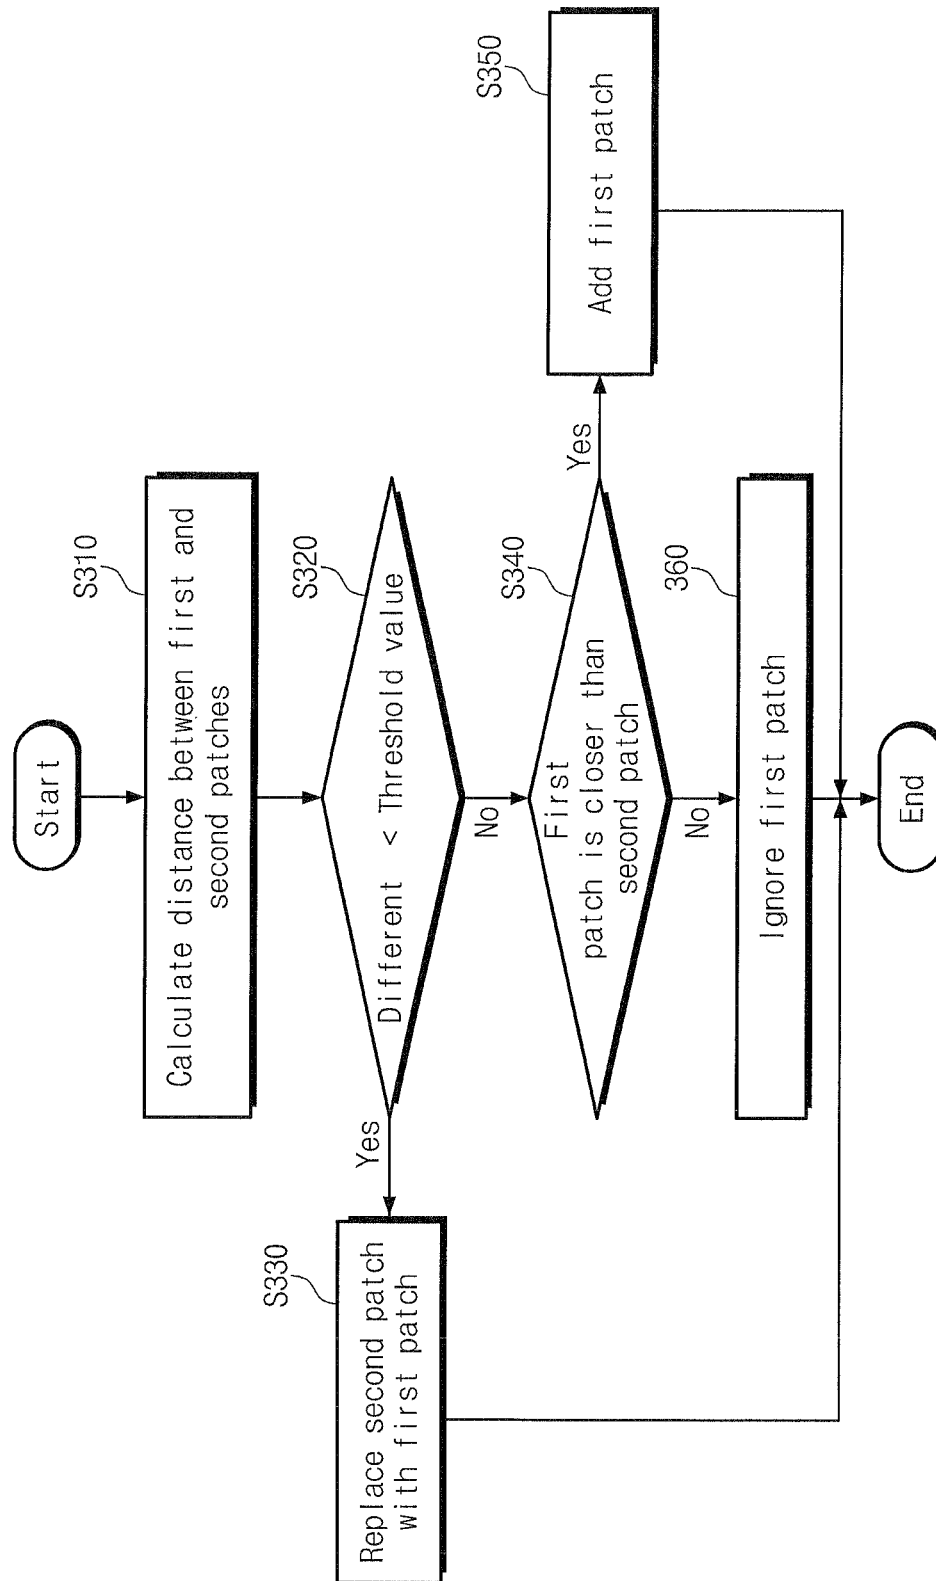 Start
S310
Calculate distance between first and
second patches
S320
Different < Threshold value
Yes
No
S330
Replace second patch
with first patch
S340
First
patch is closer than
second patch
Yes
No
S350
Add first patch
360
Ignore first patch
End